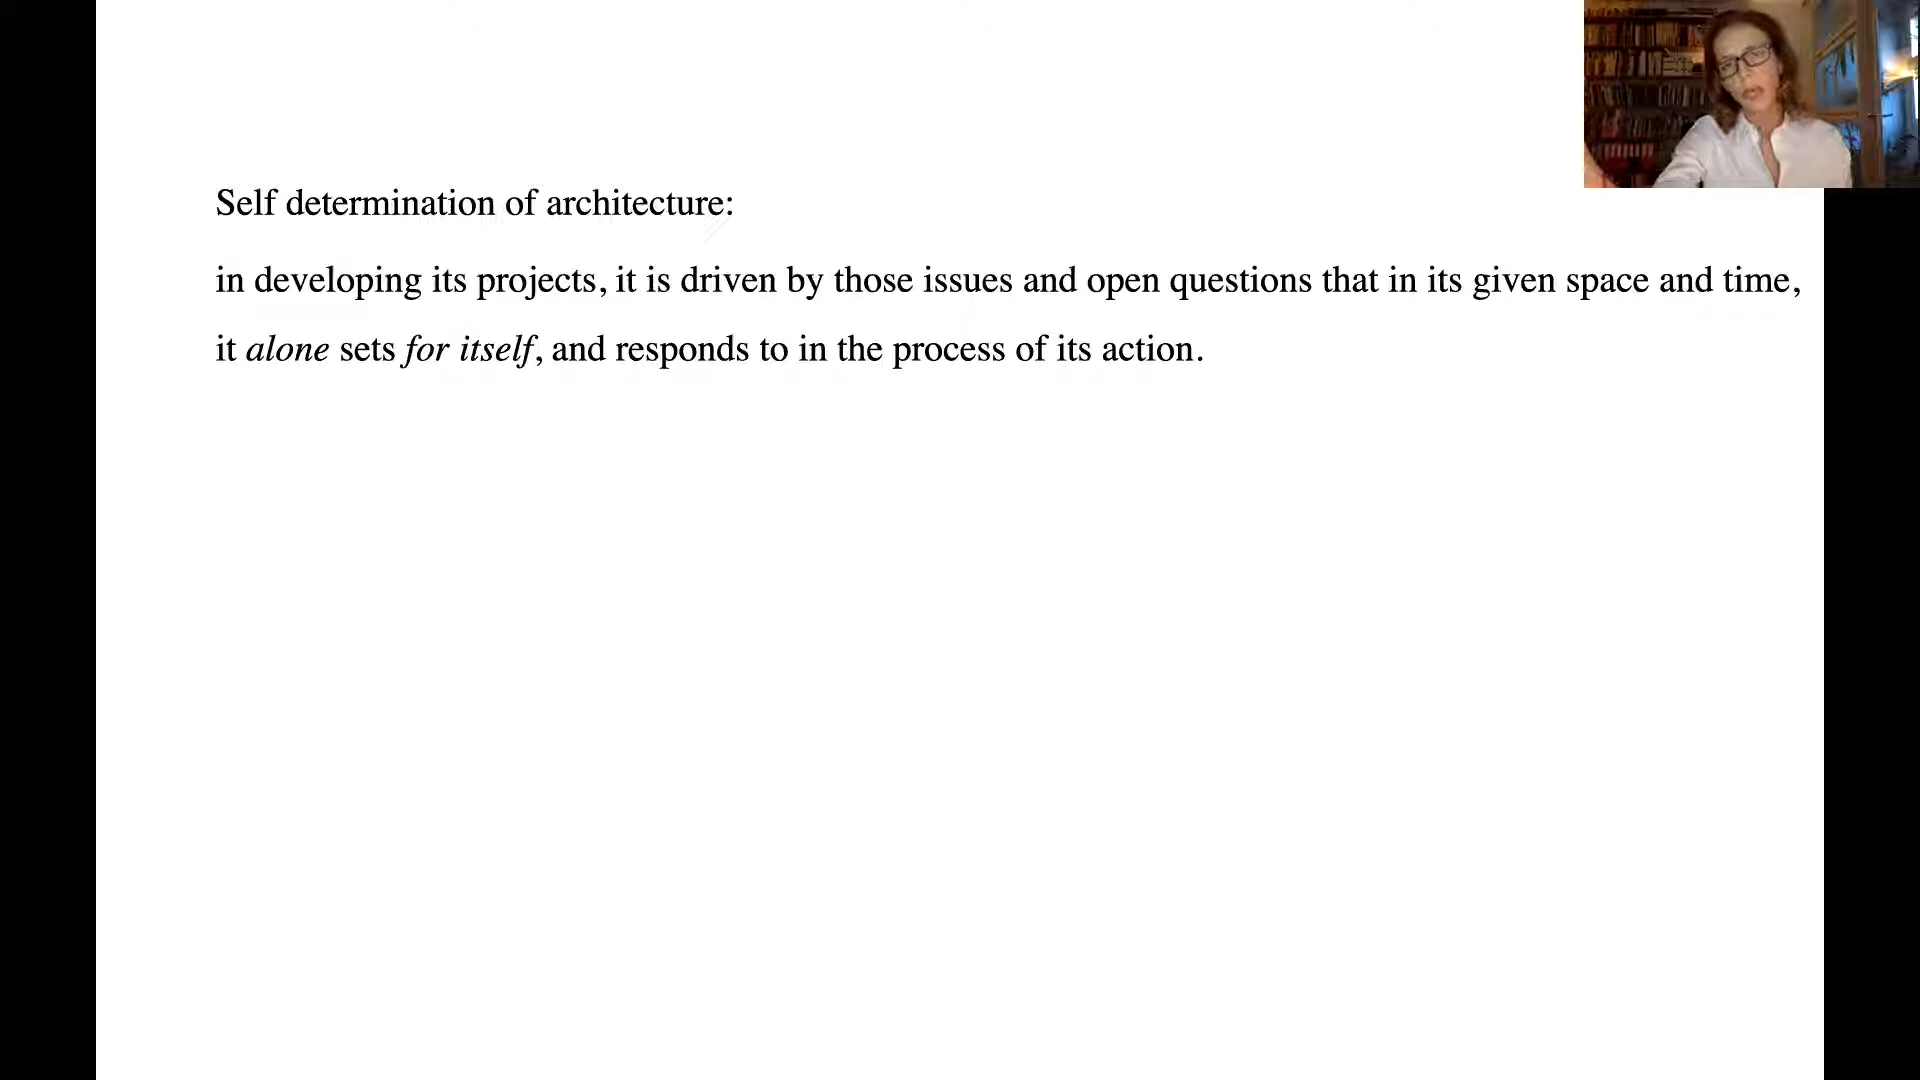 Self determination of architecture:
in developing its projects, it is driven by those issues and open questions that in its given space and time,
it alone sets for itself, and responds to in the process of its action.